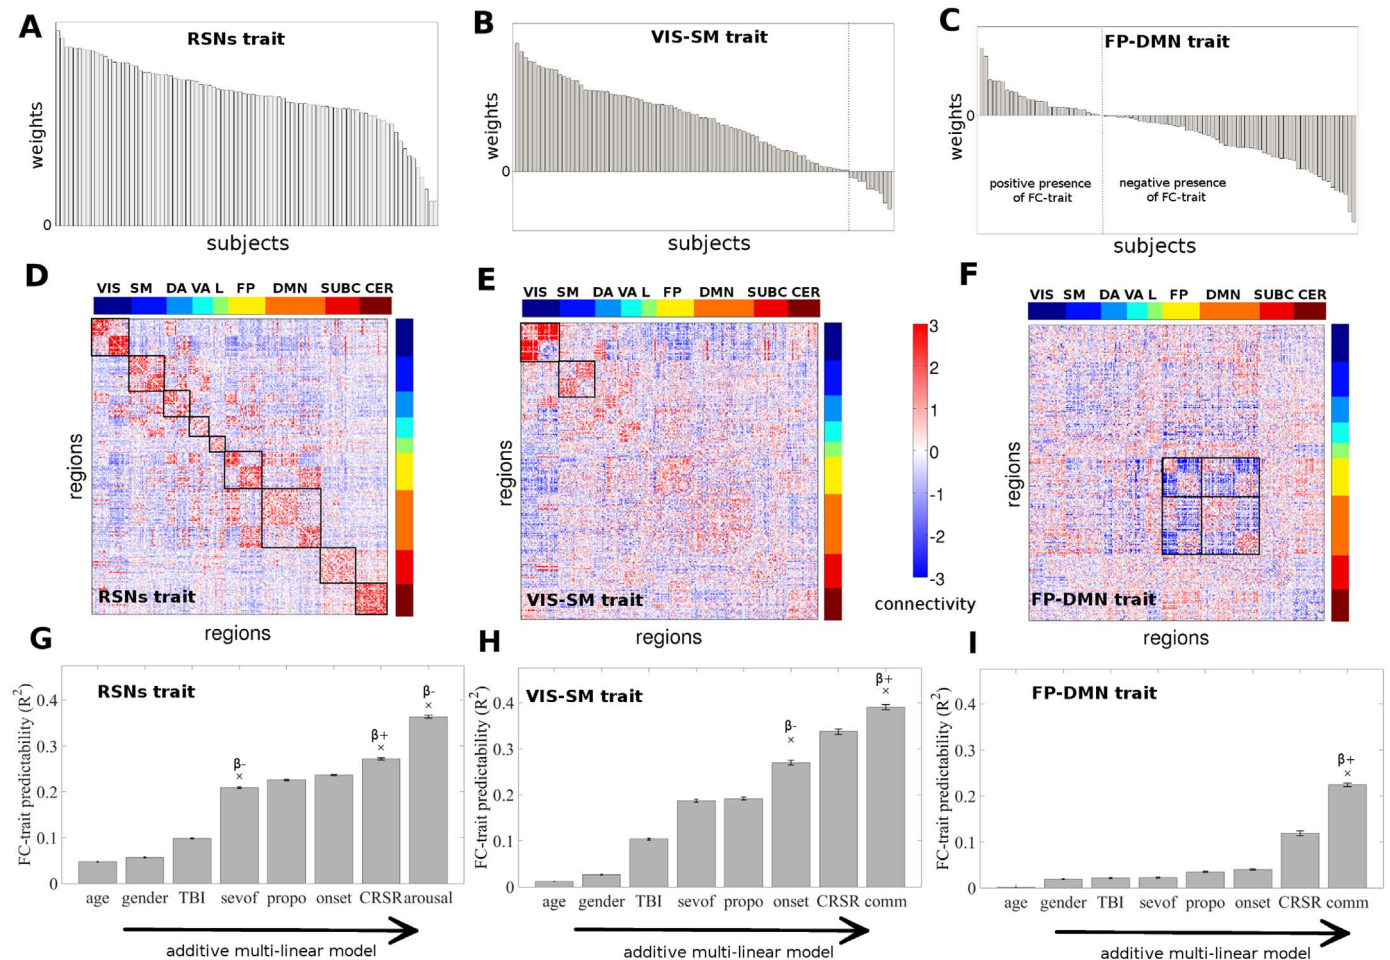 A
RSNs trait
weights
0
subjects
B
VIS-SM trait
weights
0
subjects
C
FP-DMN trait
weights
0
positive presence
of FC-trait
negative presence
of FC-trait
subjects
D
VIS SM DA VA L FP DMN SUBC CER
regions
RSNs trait
regions
E
VIS SM DA VA L FP DMN SUBC CER
regions
VIS-SM trait
regions
3
2
1
0
-1
-2
-3
connectivity
F
VIS SM DA VA L FP DMN SUBC CER
regions
FP-DMN trait
regions
G
RSNs trait
FC-trait predictability (R²)
0.4
0.3
0.2
0.1
0
β-
×
β+
×
β-
×
age gender TBI sevof propo onset CRSR arousal
additive multi-linear model
H
VIS-SM trait
FC-trait predictability (R²)
0.4
0.3
0.2
0.1
0
β-
×
β+
×
age gender TBI sevof propo onset CRSR comm
additive multi-linear model
I
FP-DMN trait
FC-trait predictability (R²)
0.4
0.3
0.2
0.1
0
β+
×
age gender TBI sevof propo onset CRSR comm
additive multi-linear model